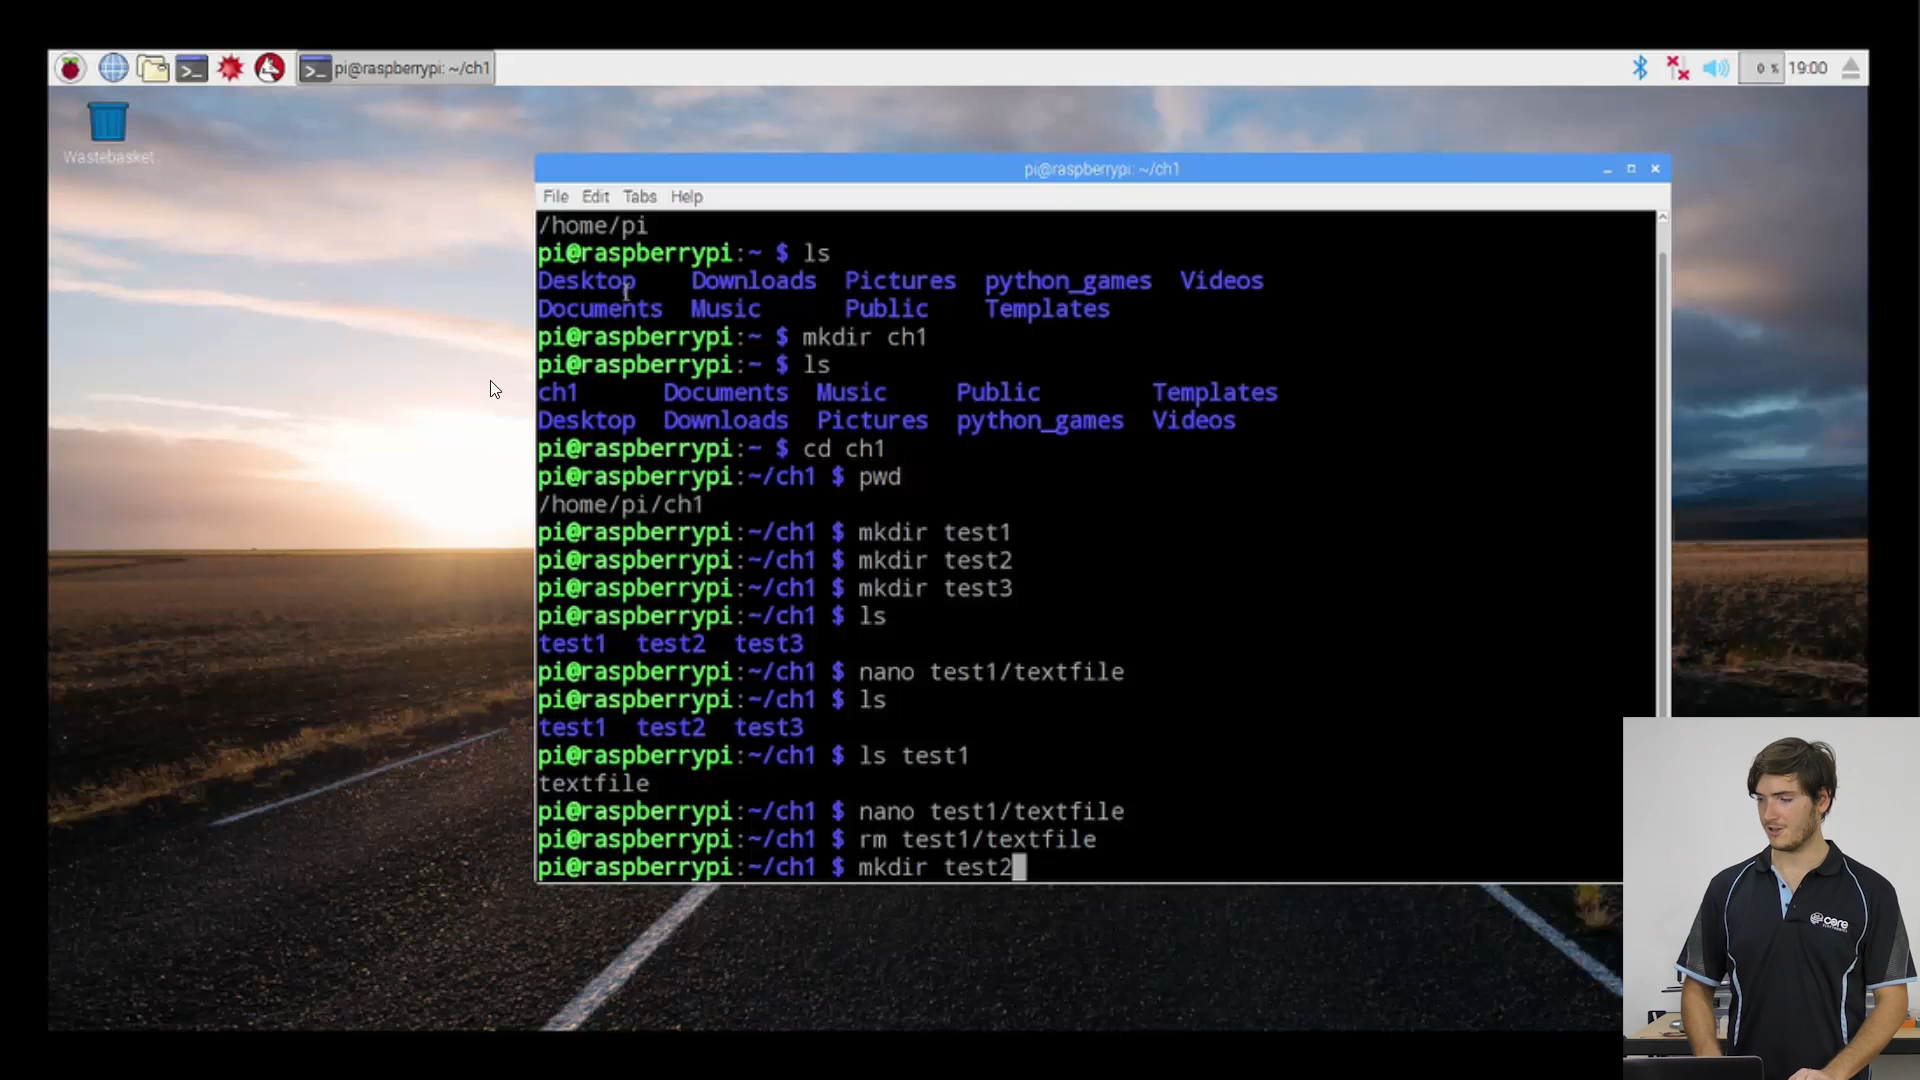 pi@raspberrypi: ~/ch1
0 %
19:00
Wastebasket
pi@raspberrypi: ~/ch1
File Edit Tabs Help
/home/pi
pi@raspberrypi:~ $ ls
Desktop Downloads Pictures python_games Videos
Documents Music Public Templates
pi@raspberrypi:~ $ mkdir ch1
pi@raspberrypi:~ $ ls
ch1 Documents Music Public Templates
Desktop Downloads Pictures python_games Videos
pi@raspberrypi:~ $ cd ch1
pi@raspberrypi:~/ch1 $ pwd
/home/pi/ch1
pi@raspberrypi:~/ch1 $ mkdir test1
pi@raspberrypi:~/ch1 $ mkdir test2
pi@raspberrypi:~/ch1 $ mkdir test3
pi@raspberrypi:~/ch1 $ ls
test1 test2 test3
pi@raspberrypi:~/ch1 $ nano test1/textfile
pi@raspberrypi:~/ch1 $ ls
test1 test2 test3
pi@raspberrypi:~/ch1 $ ls test1
textfile
pi@raspberrypi:~/ch1 $ nano test1/textfile
pi@raspberrypi:~/ch1 $ rm test1/textfile
pi@raspberrypi:~/ch1 $ mkdir test2
core
ELECTRONICS